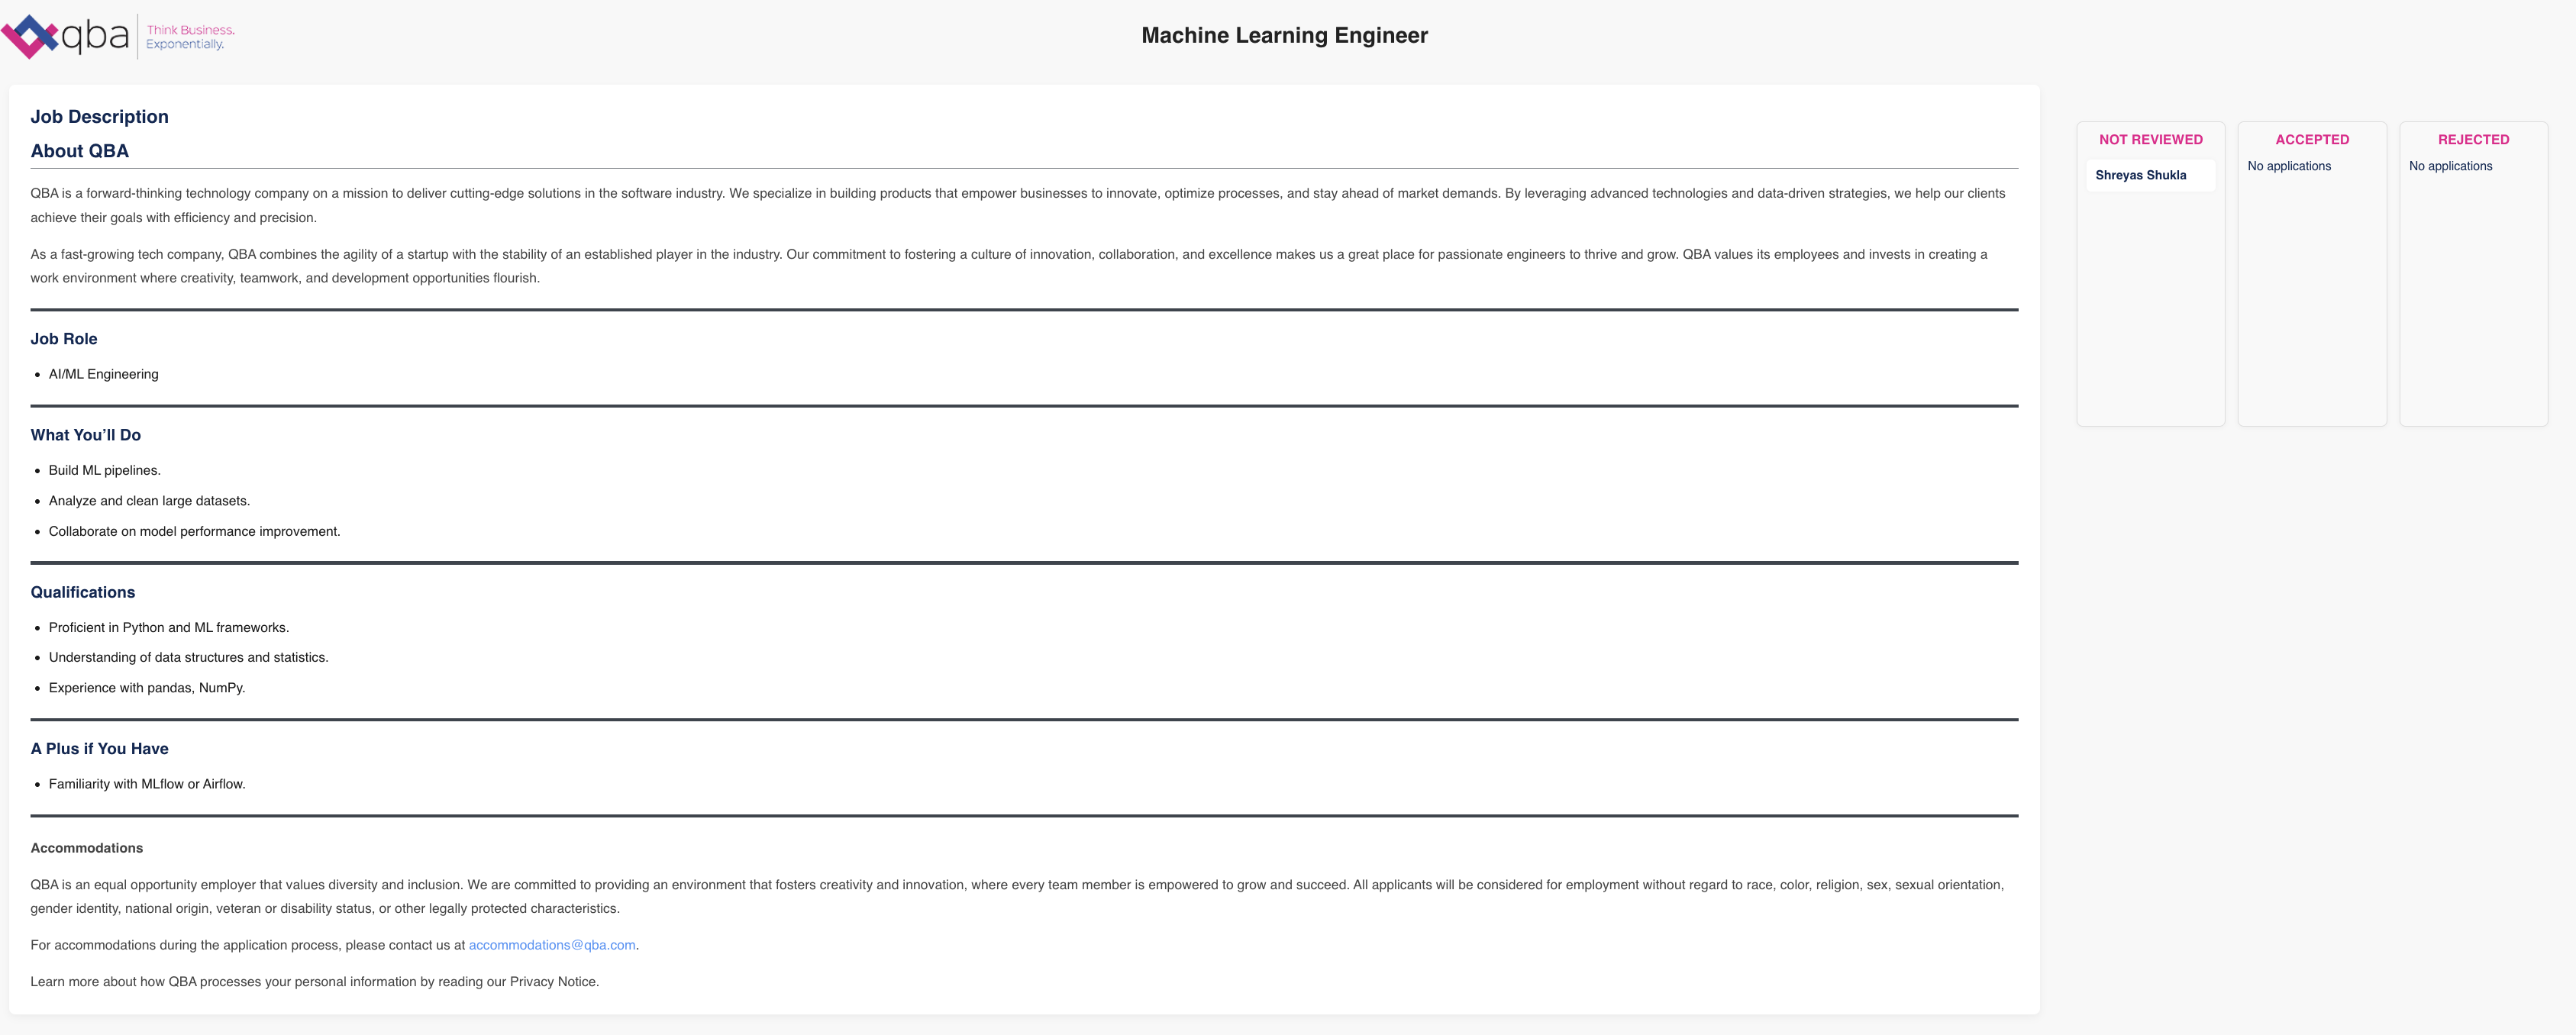 qba
Think Business.
Exponentially.
Machine Learning Engineer
Job Description
About QBA
QBA is a forward-thinking technology company on a mission to deliver cutting-edge solutions in the software industry. We specialize in building products that empower businesses to innovate, optimize processes, and stay ahead of market demands. By leveraging advanced technologies and data-driven strategies, we help our clients
achieve their goals with efficiency and precision.
As a fast-growing tech company, QBA combines the agility of a startup with the stability of an established player in the industry. Our commitment to fostering a culture of innovation, collaboration, and excellence makes us a great place for passionate engineers to thrive and grow. QBA values its employees and invests in creating a
work environment where creativity, teamwork, and development opportunities flourish.
Job Role
• AI/ML Engineering
What You’ll Do
• Build ML pipelines.
• Analyze and clean large datasets.
• Collaborate on model performance improvement.
Qualifications
• Proficient in Python and ML frameworks.
• Understanding of data structures and statistics.
• Experience with pandas, NumPy.
A Plus if You Have
• Familiarity with MLflow or Airflow.
Accommodations
QBA is an equal opportunity employer that values diversity and inclusion. We are committed to providing an environment that fosters creativity and innovation, where every team member is empowered to grow and succeed. All applicants will be considered for employment without regard to race, color, religion, sex, sexual orientation,
gender identity, national origin, veteran or disability status, or other legally protected characteristics.
For accommodations during the application process, please contact us at accommodations@qba.com.
Learn more about how QBA processes your personal information by reading our Privacy Notice.
NOT REVIEWED
Shreyas Shukla
ACCEPTED
No applications
REJECTED
No applications